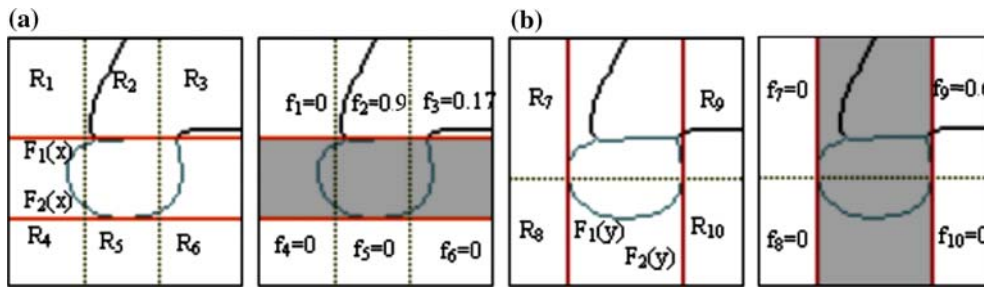 (a)
(b)
R1 R2 R3
F1(x)
F2(x)
R4 R5 R6
f1=0 f2=0.9 f3=0.17
f4=0 f5=0 f6=0
R7 R9
R8 F1(y) R10
F2(y)
f7=0
f8=0 f10=0